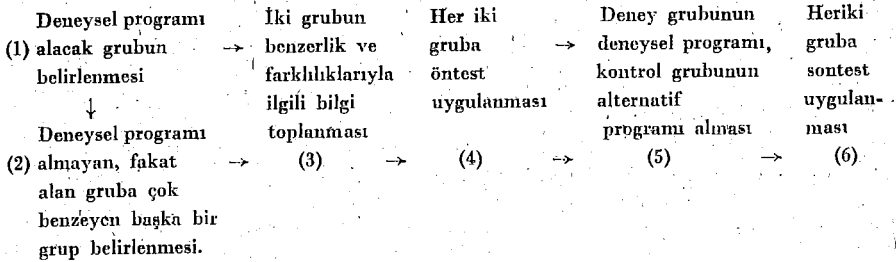 Deneysel programı
(1) alacak grubun
belirlenmesi
↓
Deneysel programı
(2) almayan, fakat
alan gruba çok
benzeyen başka bir
grup belirlenmesi.
→
→
İki grubun
benzerlik ve
farklılıklarıyla
ilgili bilgi
toplanması
(3)
→
Her iki
gruba
öntest
uygulanması
(4)
→
→
Deney grubunun
deneysel programı,
kontrol grubunun
alternatif
programı alması
(5)
→
Heriki
gruba
sontest
uygulan-
ması
(6)